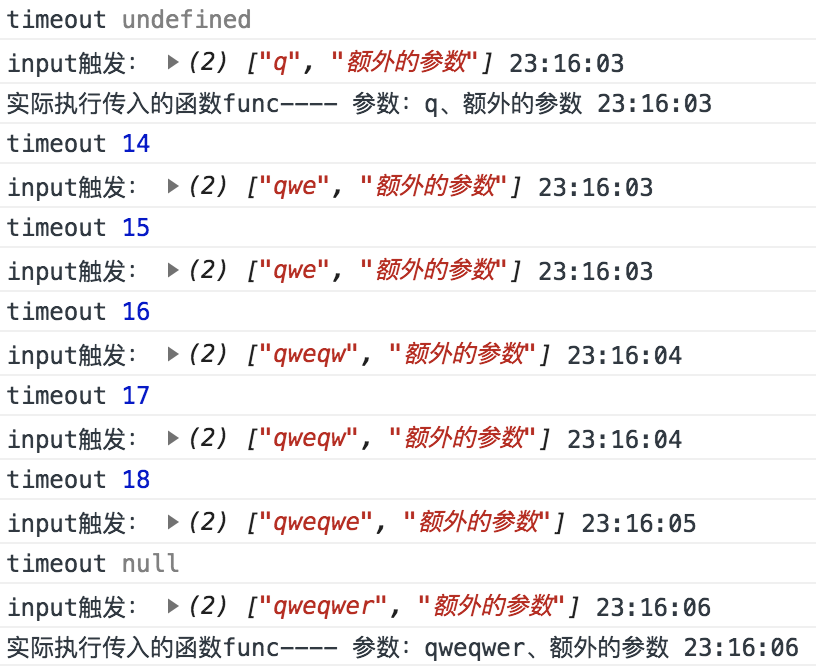 timeout undefined
input触发： ▶(2) ["q", "额外的参数"] 23:16:03
实际执行传入的函数func---- 参数：q、额外的参数 23:16:03
timeout 14
input触发： ▶(2) ["qwe", "额外的参数"] 23:16:03
timeout 15
input触发： ▶(2) ["qwe", "额外的参数"] 23:16:03
timeout 16
input触发： ▶(2) ["qweqw", "额外的参数"] 23:16:04
timeout 17
input触发： ▶(2) ["qweqw", "额外的参数"] 23:16:04
timeout 18
input触发： ▶(2) ["qweqwe", "额外的参数"] 23:16:05
timeout null
input触发： ▶(2) ["qweqwer", "额外的参数"] 23:16:06
实际执行传入的函数func---- 参数：qweqwer、额外的参数 23:16:06